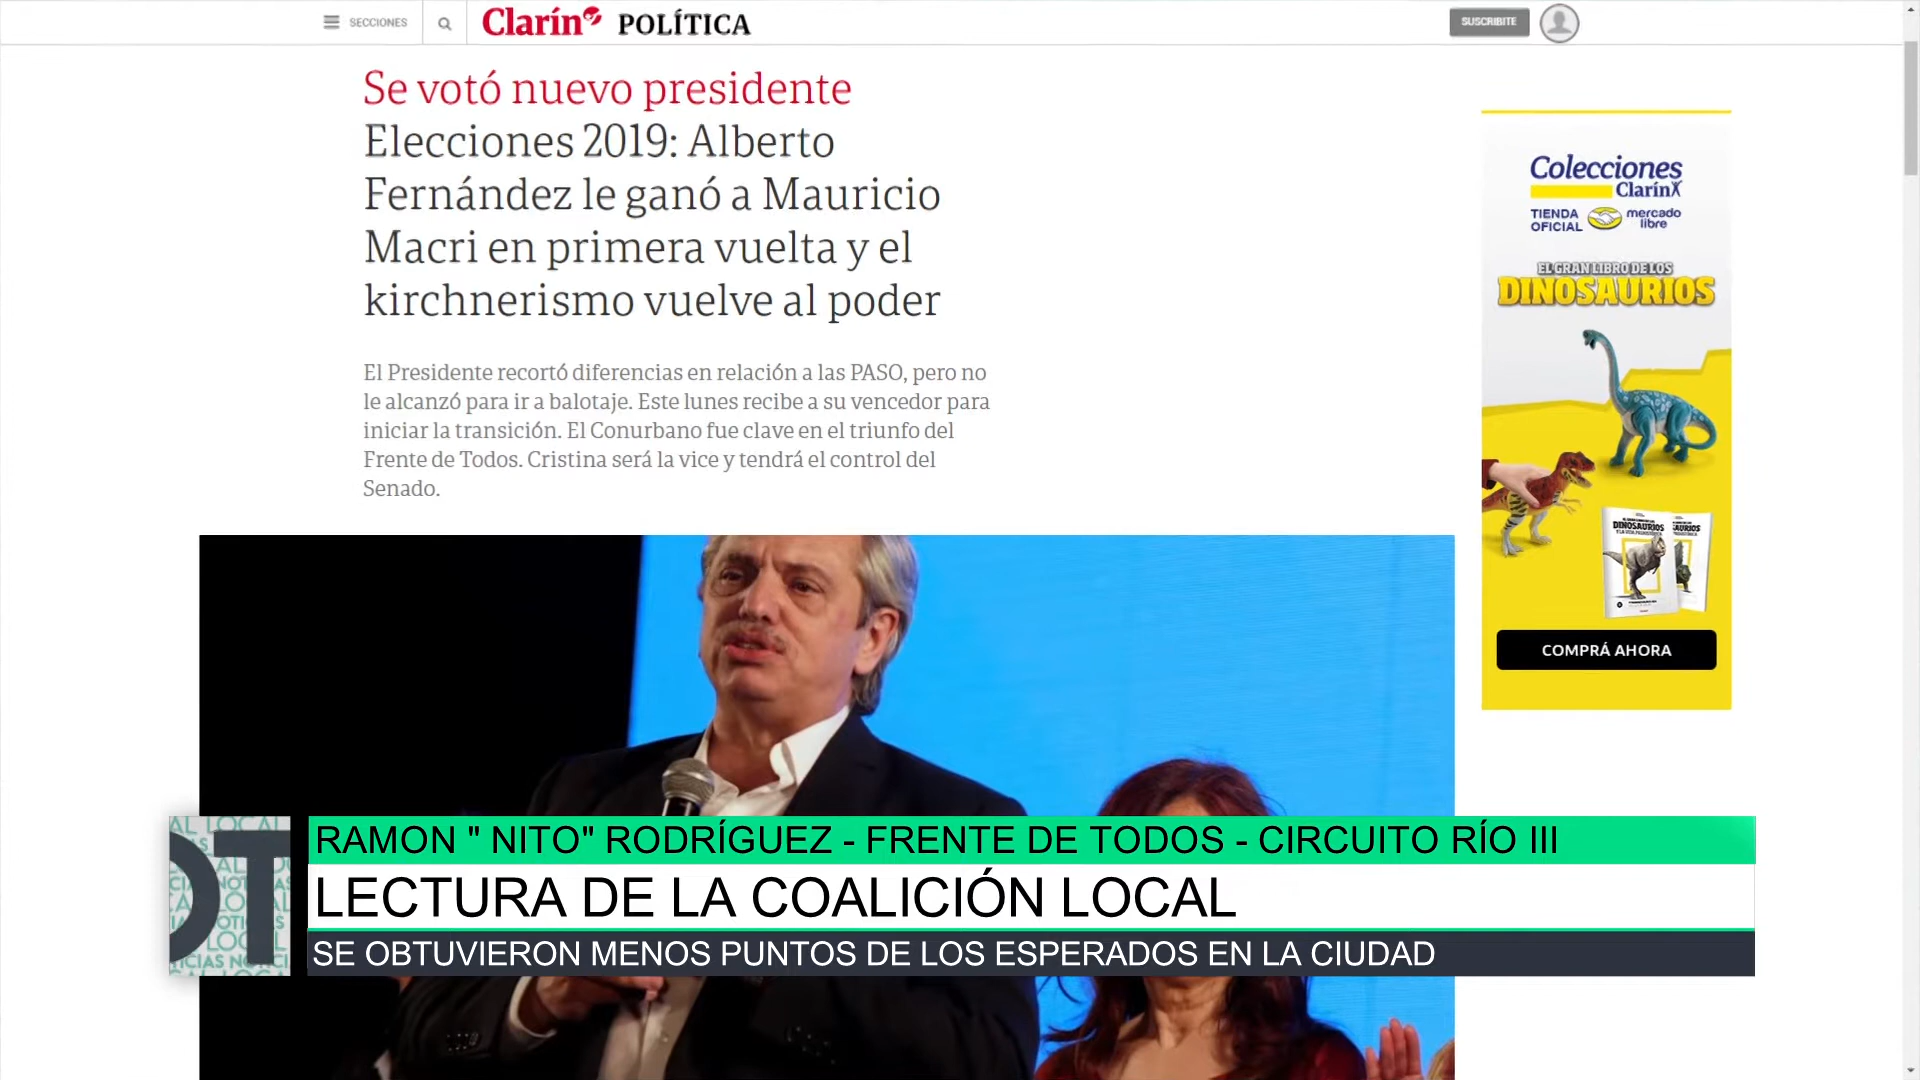 SECCIONES
Clarín POLÍTICA
SUSCRIBITE
Se votó nuevo presidente
Elecciones 2019: Alberto
Fernández le ganó a Mauricio
Macri en primera vuelta y el
kirchnerismo vuelve al poder
El Presidente recortó diferencias en relación a las PASO, pero no
le alcanzó para ir a balotaje. Este lunes recibe a su vencedor para
iniciar la transición. El Conurbano fue clave en el triunfo del
Frente de Todos. Cristina será la vice y tendrá el control del
Senado.
Colecciones
Clarín
TIENDA
OFICIAL
mercado
libre
EL GRAN LIBRO DE LOS
DINOSAURIOS
DINOSAURIOS
COMPRÁ AHORA
RAMON " NITO" RODRÍGUEZ - FRENTE DE TODOS - CIRCUITO RÍO III
LECTURA DE LA COALICIÓN LOCAL
SE OBTUVIERON MENOS PUNTOS DE LOS ESPERADOS EN LA CIUDAD